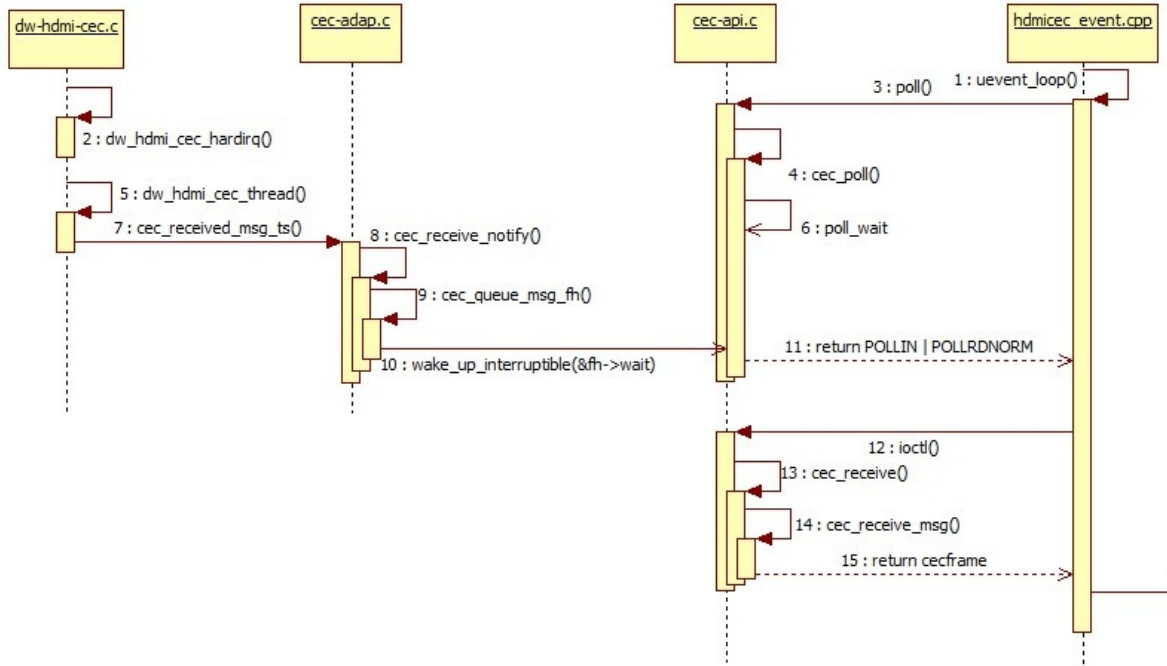 dw-hdmi-cec.c
cec-adap.c
cec-api.c
hdmicec_event.cpp
1 : uevent_loop()
3 : poll()
2 : dw_hdmi_cec_hardirq()
4 : cec_poll()
5 : dw_hdmi_cec_thread()
7 : cec_received_msg_ts()
8 : cec_receive_notify()
6 : poll_wait
9 : cec_queue_msg_fh()
11 : return POLLIN | POLLRDNORM
10 : wake_up_interruptible(&fh->wait)
12 : ioctl()
13 : cec_receive()
14 : cec_receive_msg()
15 : return cecframe